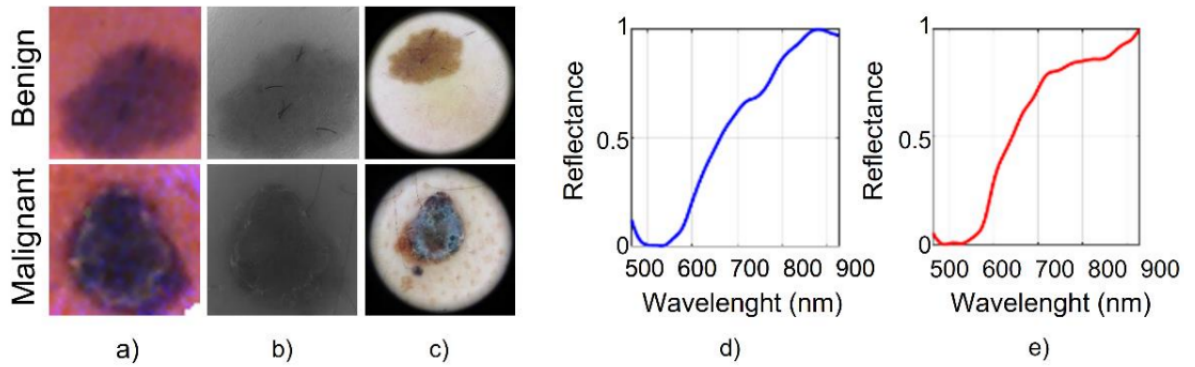 Benign
Malignant
a)
b)
c)
1
0.5
0
Reflectance
500 600 700 800 900
Wavelenght (nm)
d)
1
0.5
0
Reflectance
500 600 700 800 900
Wavelenght (nm)
e)